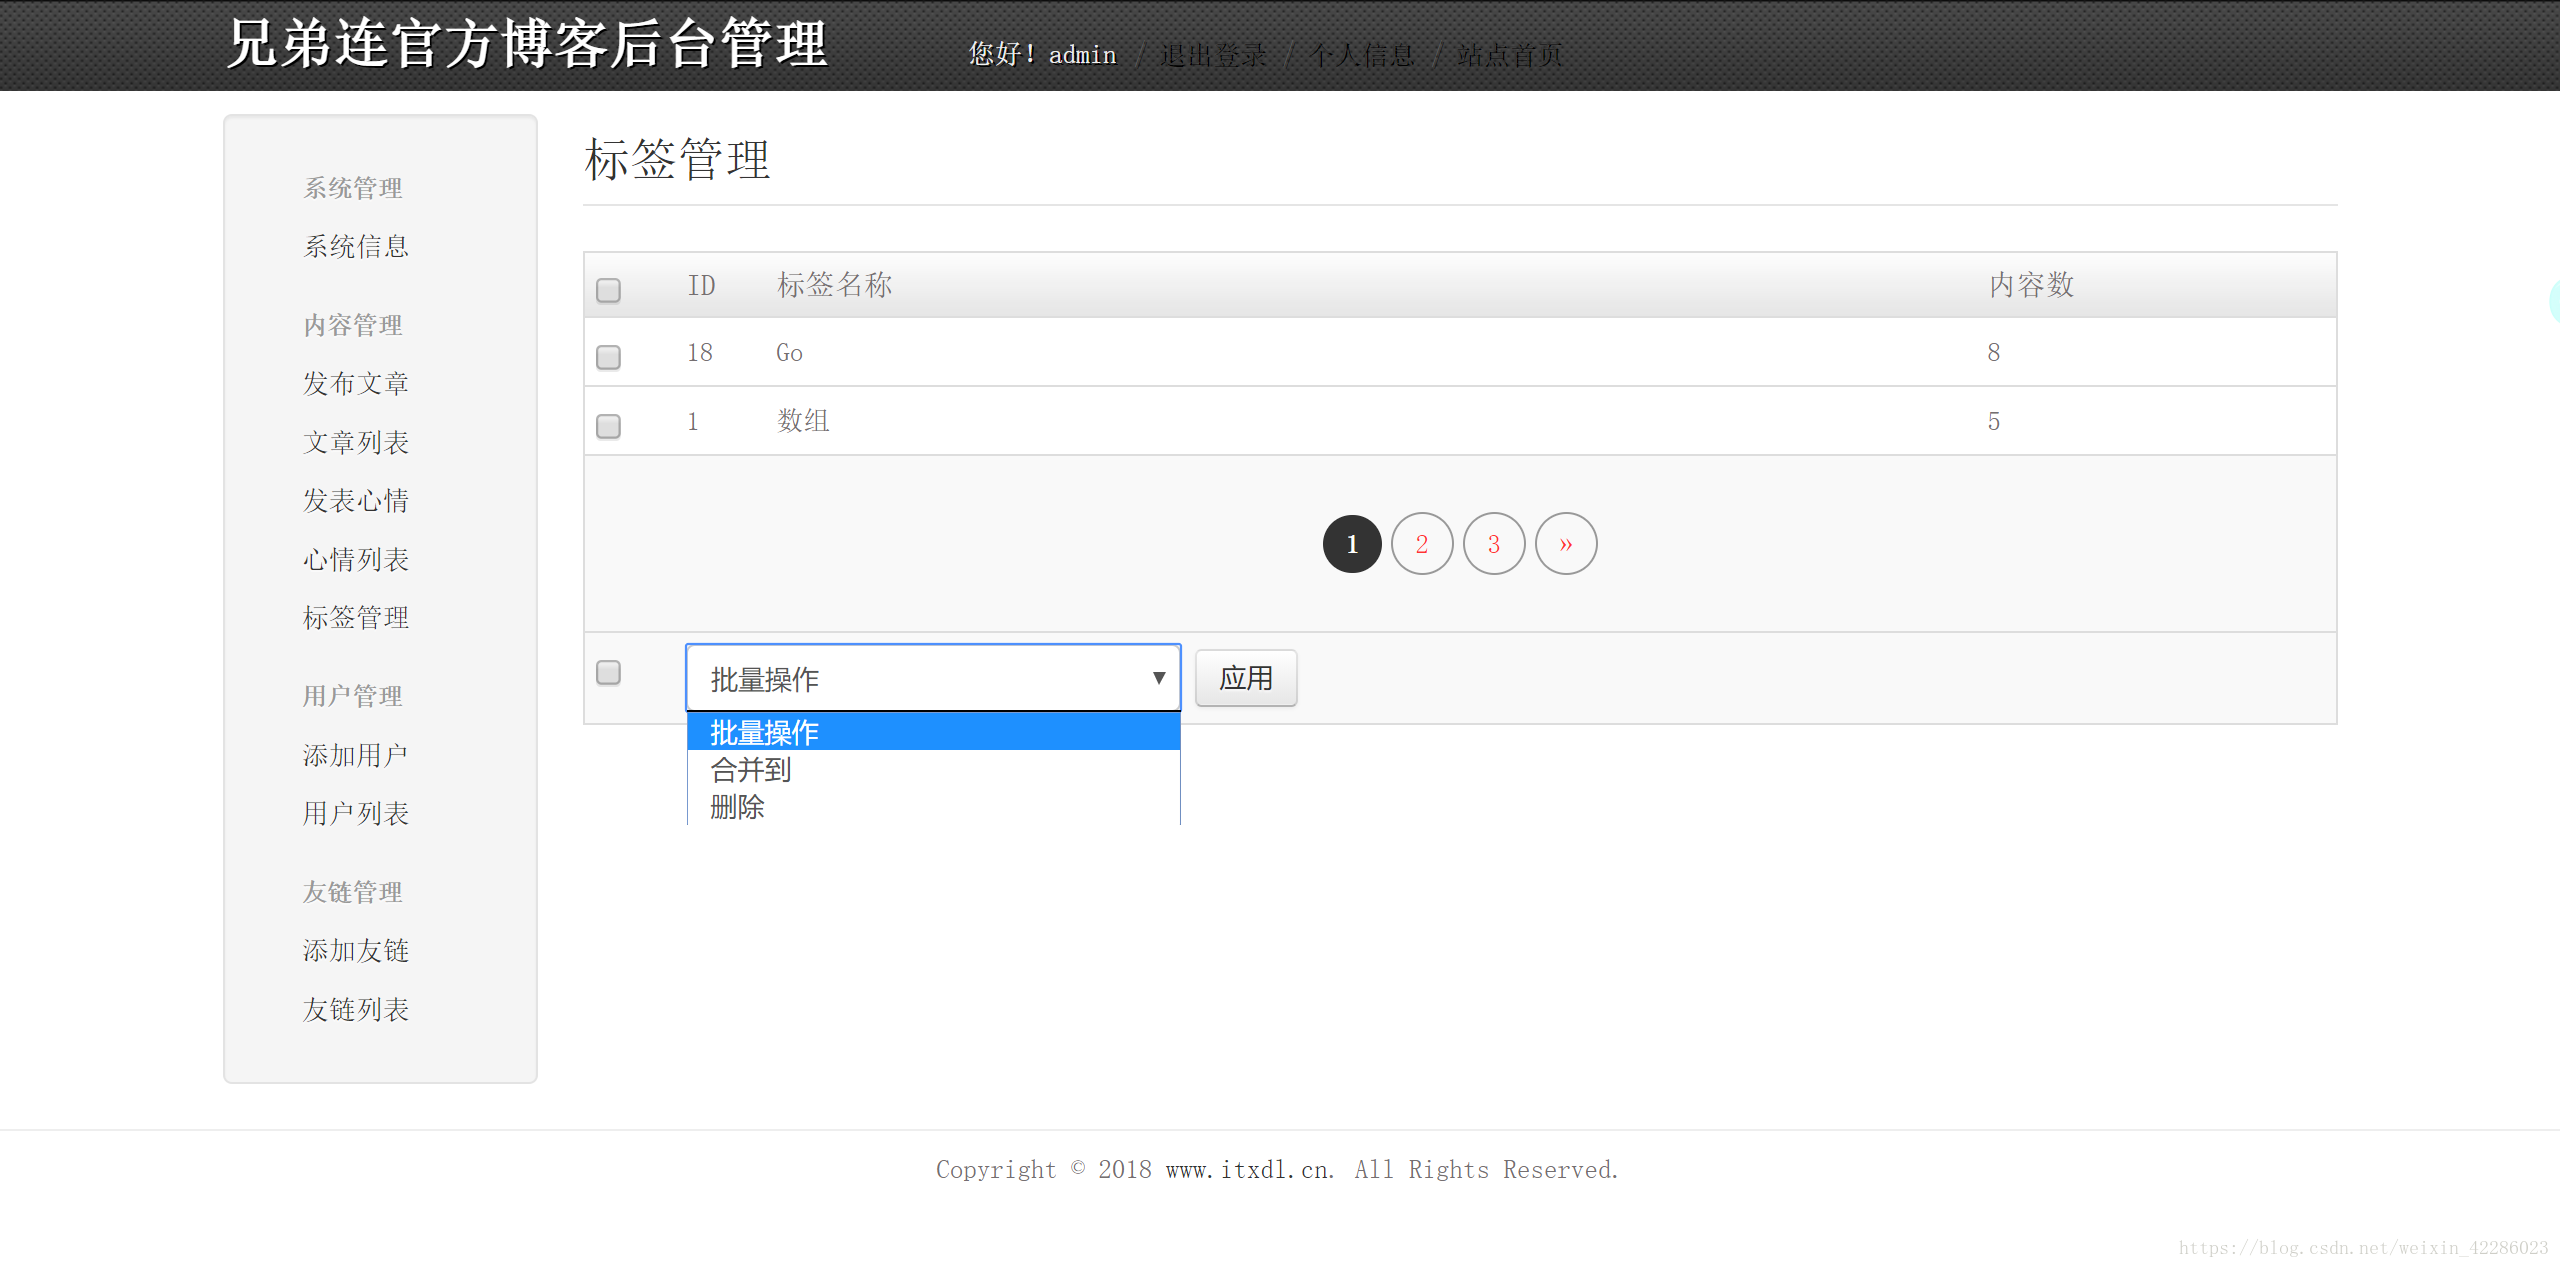 兄弟连官方博客后台管理
您好！admin / 退出登录 / 个人信息 / 站点首页
系统管理
系统信息
内容管理
发布文章
文章列表
发表心情
心情列表
标签管理
用户管理
添加用户
用户列表
友链管理
添加友链
友链列表
标签管理
ID 标签名称 内容数
18 Go 8
1 数组 5
1 2 3 »
批量操作 ▼ 应用
批量操作
合并到
删除
Copyright © 2018 www.itxdl.cn. All Rights Reserved.
https://blog.csdn.net/weixin_42286023